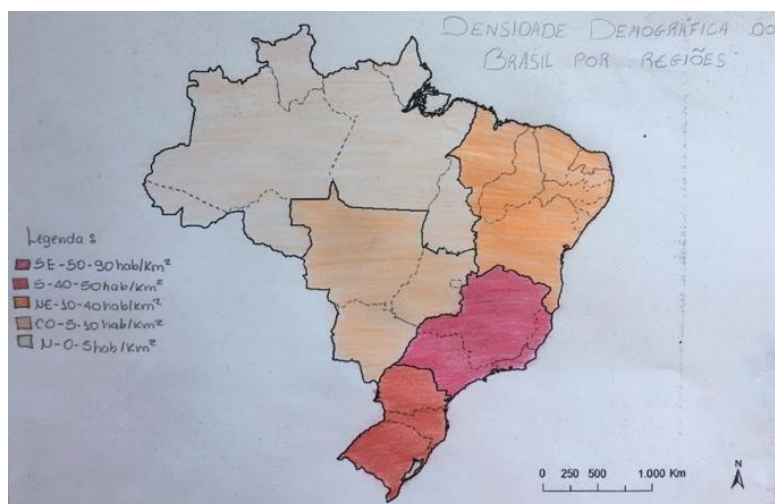 DENSIDADE DEMOGRÁFICA DO
BRASIL POR REGIÕES
Legenda:
SE-50-90hab/Km²
S-40-50hab/Km²
NE-10-40hab/Km²
CO-5-10hab/Km²
N-0-5hab/Km²
0 250 500 1.000 Km
N